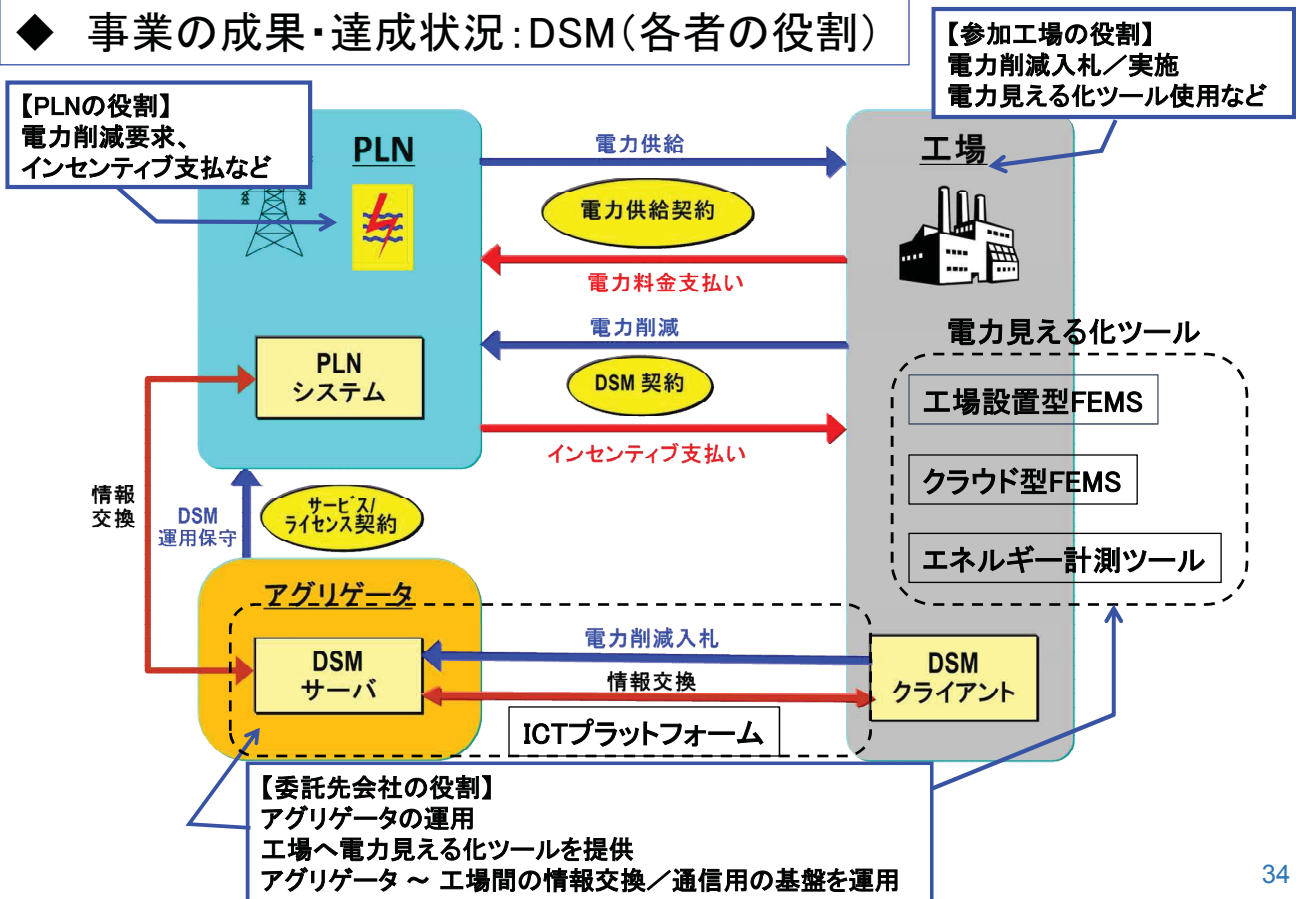 ◆ 事業の成果・達成状況：DSM（各者の役割）
【参加工場の役割】
電力削減入札／実施
電力見える化ツール使用など
【PLNの役割】
電力削減要求、
インセンティブ支払など
PLN
工場
電力供給
電力供給契約
電力料金支払い
電力削減
DSM 契約
インセンティブ支払い
PLN
システム
電力見える化ツール
工場設置型FEMS
クラウド型FEMS
エネルギー計測ツール
情報
交換
DSM
運用保守
サービス/
ライセンス契約
アグリゲータ
DSM
サーバ
電力削減入札
情報交換
DSM
クライアント
ICTプラットフォーム
【委託先会社の役割】
アグリゲータの運用
工場へ電力見える化ツールを提供
アグリゲータ ～ 工場間の情報交換／通信用の基盤を運用
34